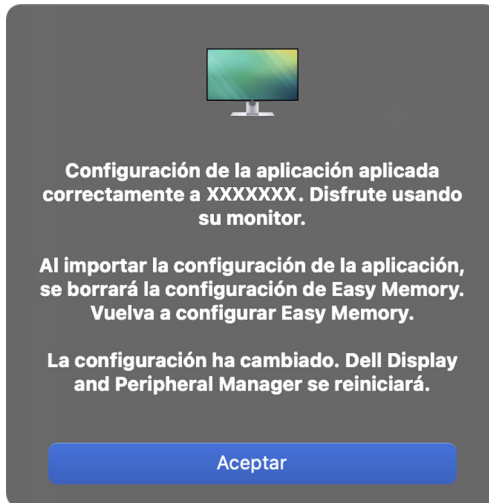 Configuración de la aplicación aplicada
correctamente a XXXXXXX. Disfrute usando
su monitor.
Al importar la configuración de la aplicación,
se borrará la configuración de Easy Memory.
Vuelva a configurar Easy Memory.
La configuración ha cambiado. Dell Display
and Peripheral Manager se reiniciará.
Aceptar